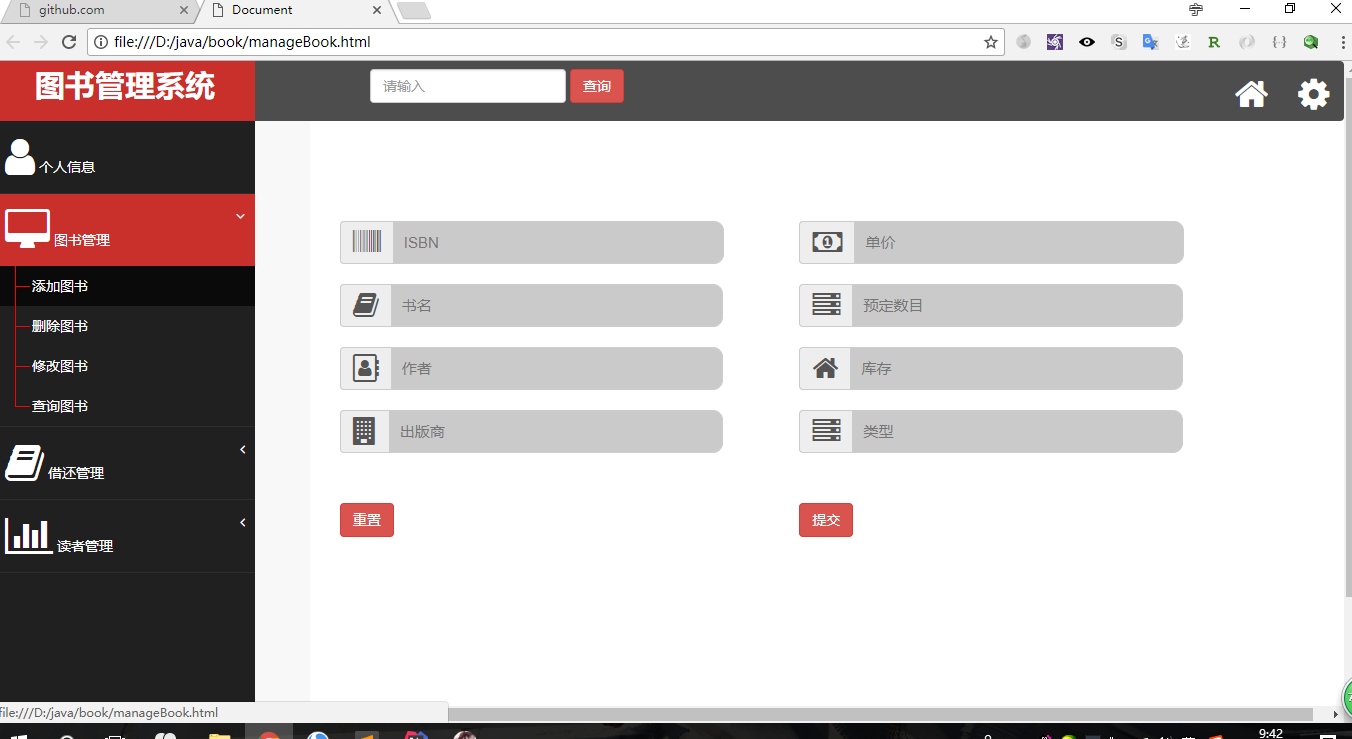 github.com
Document
file:///D:/java/book/manageBook.html
图书管理系统
请输入
查询
个人信息
图书管理
添加图书
删除图书
修改图书
查询图书
借还管理
读者管理
ISBN
单价
书名
预定数目
作者
库存
出版商
类型
重置
提交
file:///D:/java/book/manageBook.html
9:42